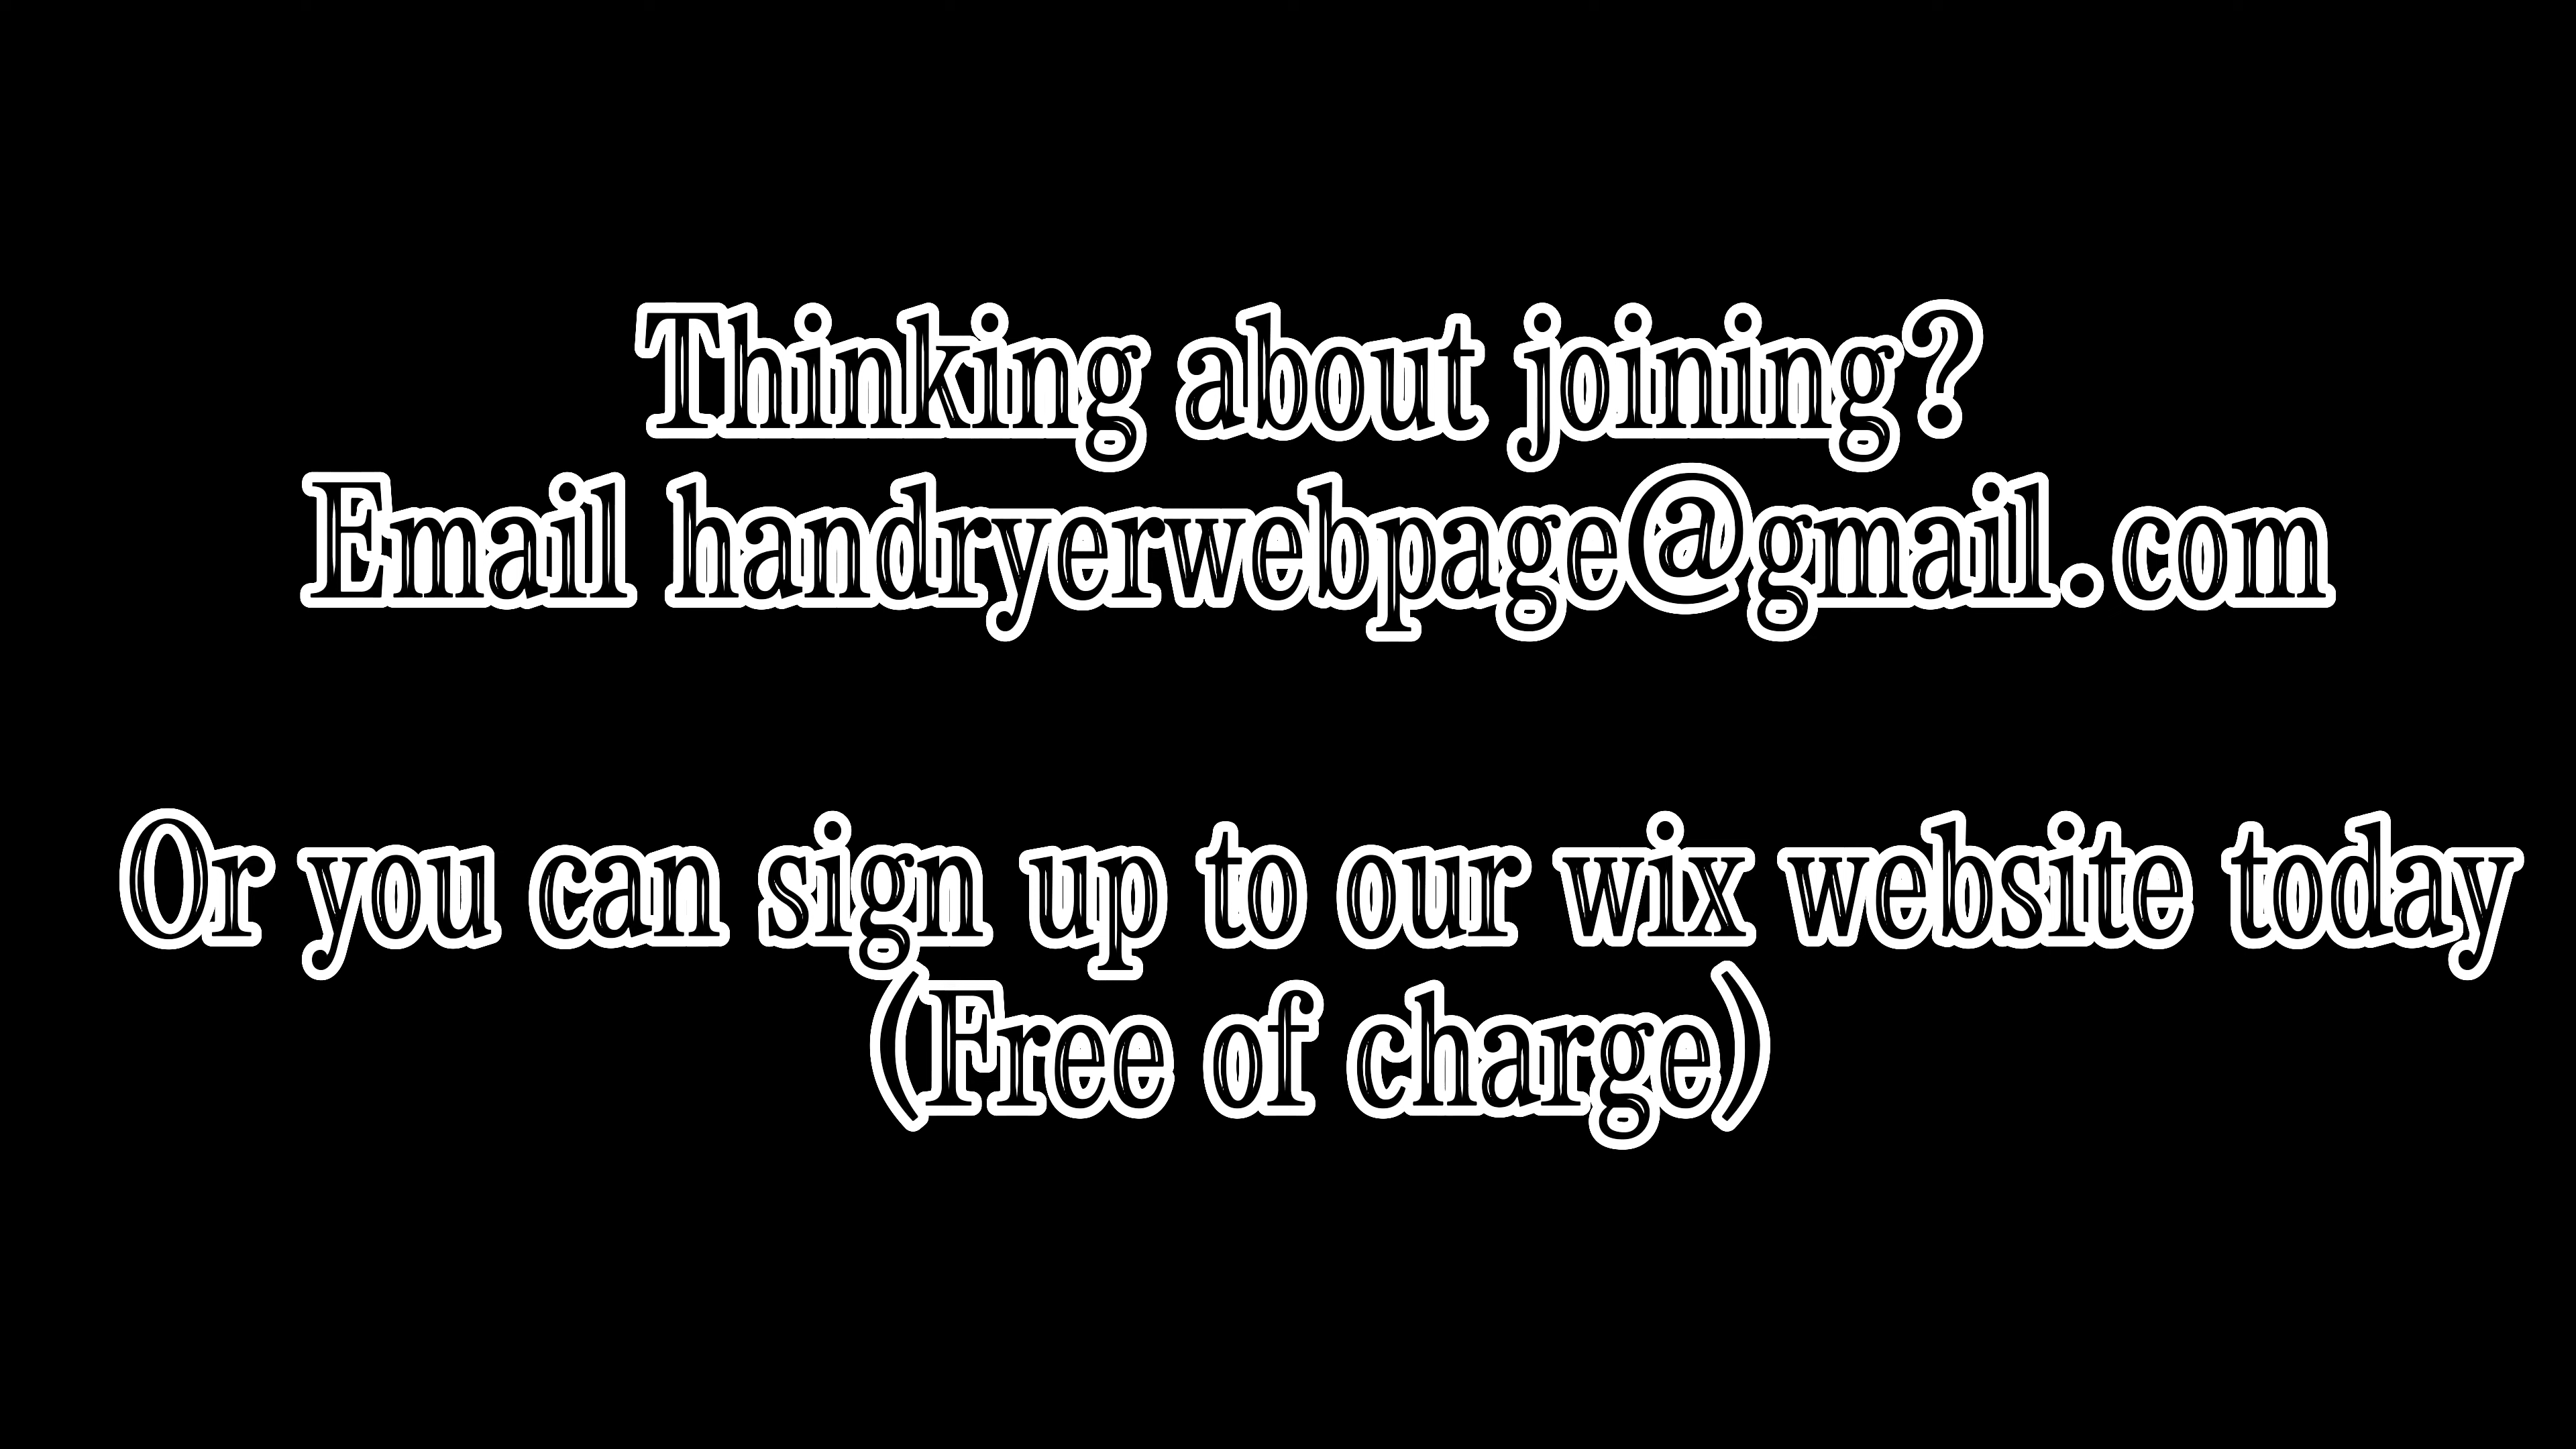 Thinking about joining?
Email handryerwebpage@gmail.com
Or you can sign up to our wix website today
(Free of charge)